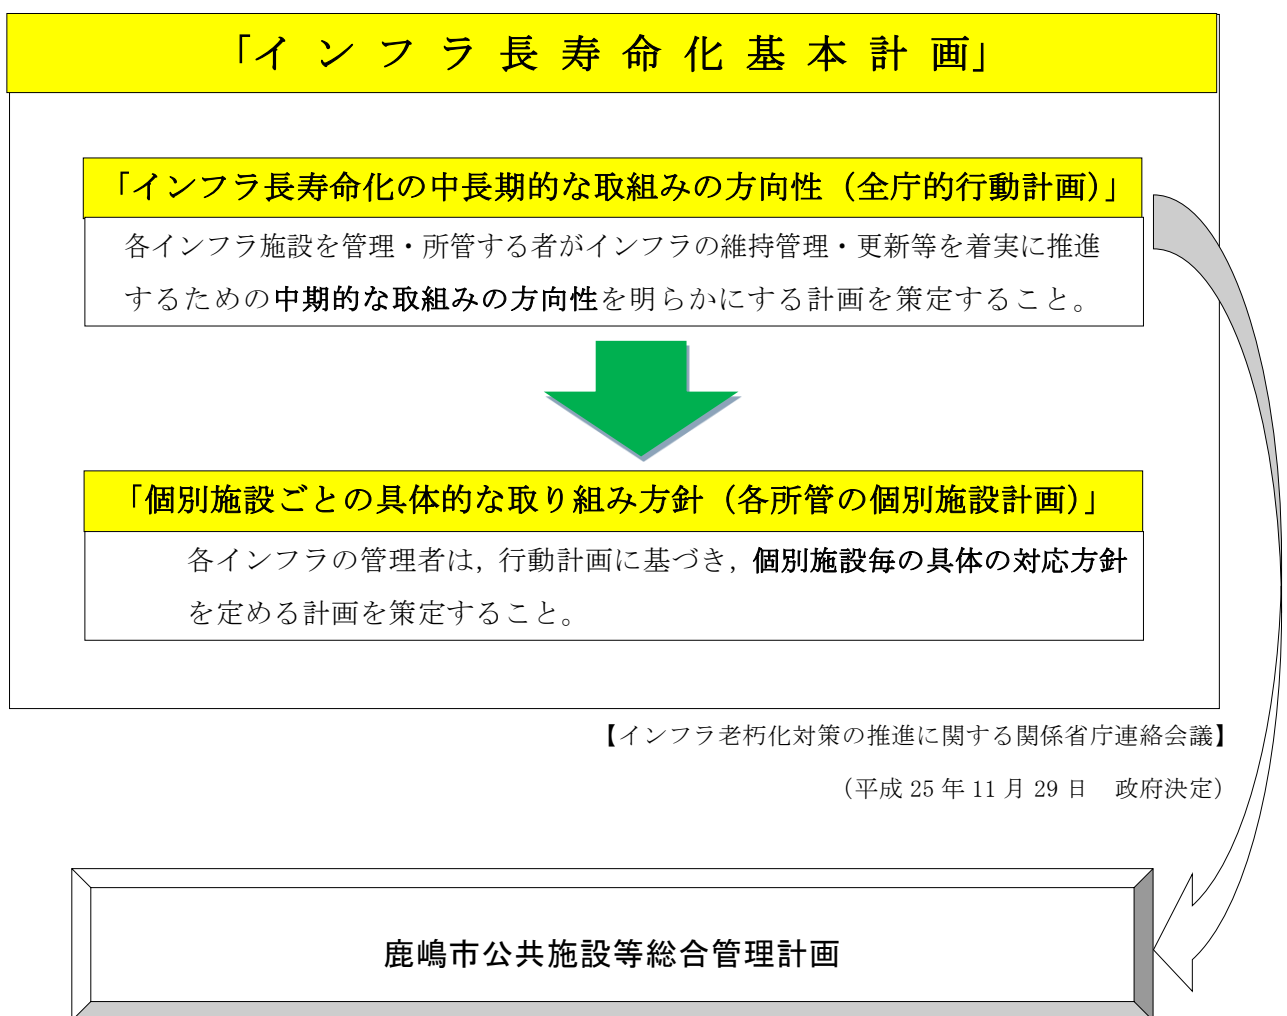 「インフラ長寿命化基本計画」
「インフラ長寿命化の中長期的な取組みの方向性（全庁的行動計画）」
各インフラ施設を管理・所管する者がインフラの維持管理・更新等を着実に推進
するための中期的な取組みの方向性を明らかにする計画を策定すること。
「個別施設ごとの具体的な取り組み方針（各所管の個別施設計画）」
各インフラの管理者は，行動計画に基づき，個別施設毎の具体の対応方針
を定める計画を策定すること。
【インフラ老朽化対策の推進に関する関係省庁連絡会議】
（平成 25 年 11 月 29 日　政府決定）
鹿嶋市公共施設等総合管理計画